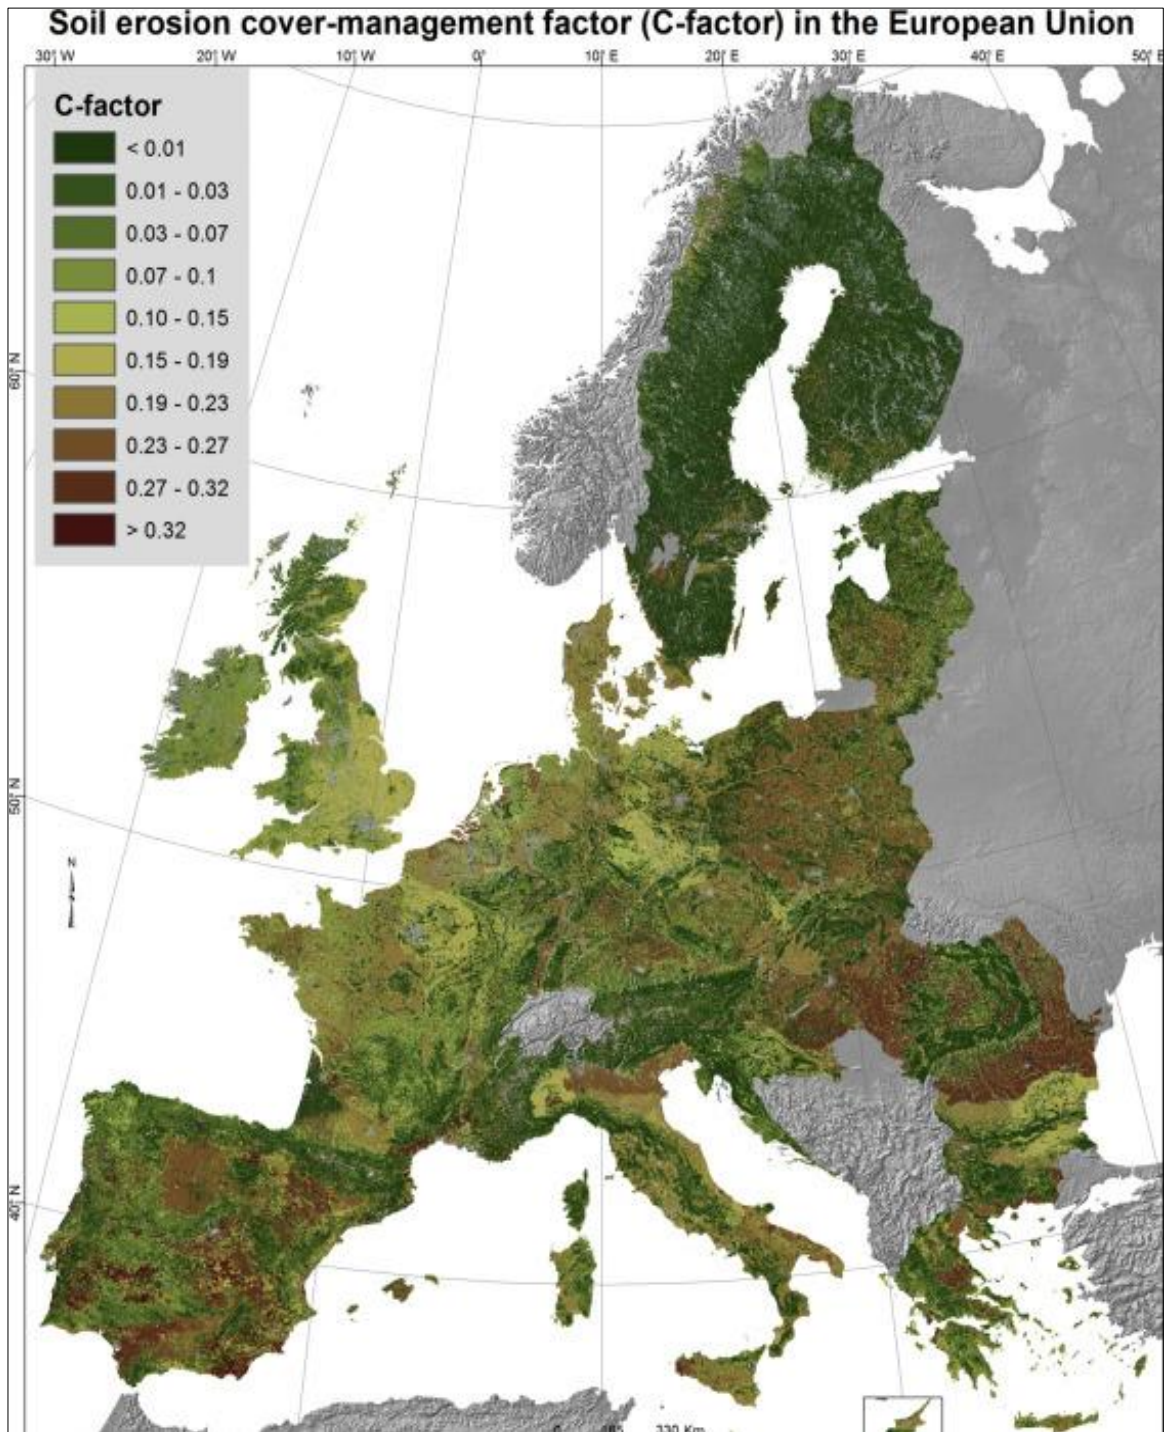 Soil erosion cover-management factor (C-factor) in the European Union
30° W
20° W
10° W
0°
10° E
20° E
30° E
40° E
50° E
C-factor
< 0.01
0.01 - 0.03
0.03 - 0.07
0.07 - 0.1
0.10 - 0.15
0.15 - 0.19
0.19 - 0.23
0.23 - 0.27
0.27 - 0.32
> 0.32
60° N
50° N
N
40° N
330 Km